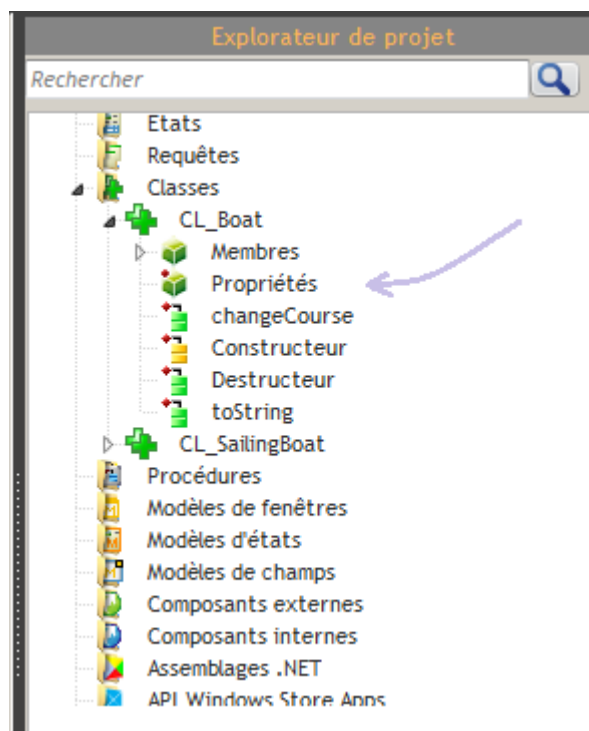 Explorateur de projet
Rechercher
Etats
Requêtes
Classes
CL_Boat
Membres
Propriétés
changeCourse
Constructeur
Destructeur
toString
CL_SailingBoat
Procédures
Modèles de fenêtres
Modèles d'états
Modèles de champs
Composants externes
Composants internes
Assemblages .NET
API Windows Store Apps